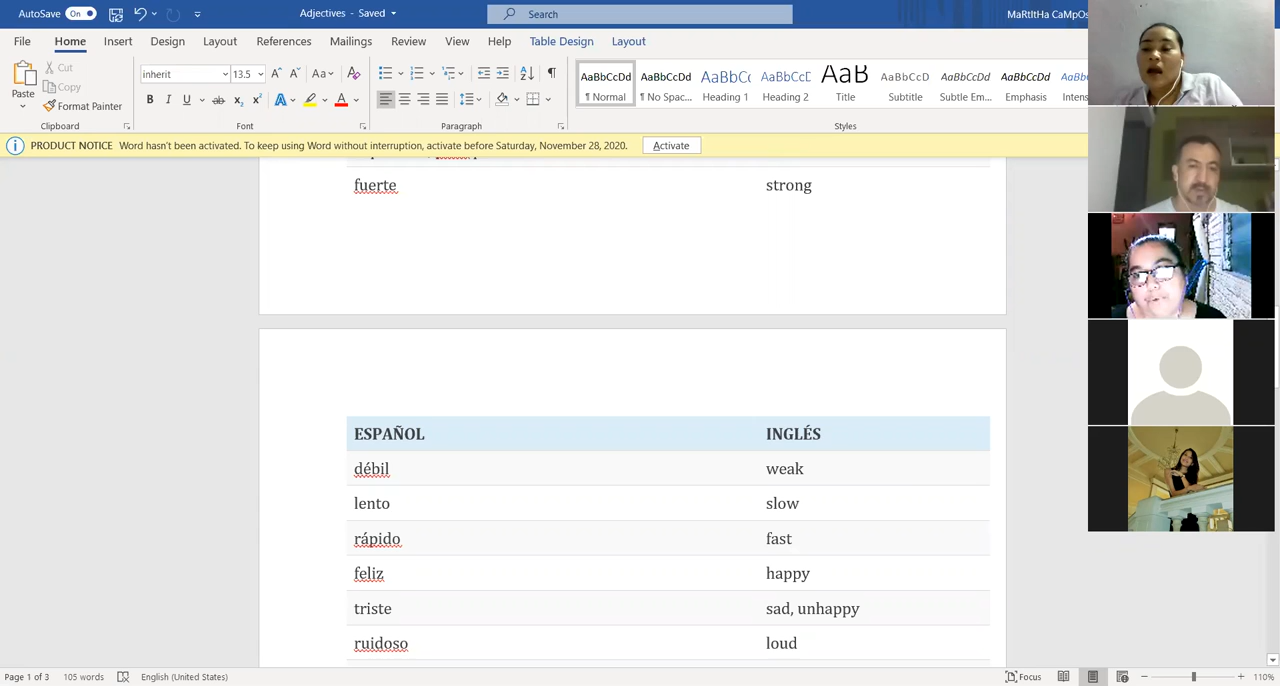 AutoSave On Adjectives - Saved Search MaRtItHa CaMpOs
File Home Insert Design Layout References Mailings Review View Help Table Design Layout
Paste Cut Copy Format Painter
Clipboard
inherit 13.5
Font
Paragraph
AaBbCcDd AaBbCcDd AaBbCc AaBbCcE AaB AaBbCcD AaBbCcDd AaBbCcDd
¶ Normal ¶ No Spac... Heading 1 Heading 2 Title Subtitle Subtle Em... Emphasis Intens
Styles
PRODUCT NOTICE Word hasn't been activated. To keep using Word without interruption, activate before Saturday, November 28, 2020. Activate
fuerte strong
ESPAÑOL INGLÉS
débil weak
lento slow
rápido fast
feliz happy
triste sad, unhappy
ruidoso loud
Page 1 of 3 105 words English (United States) Focus 110%